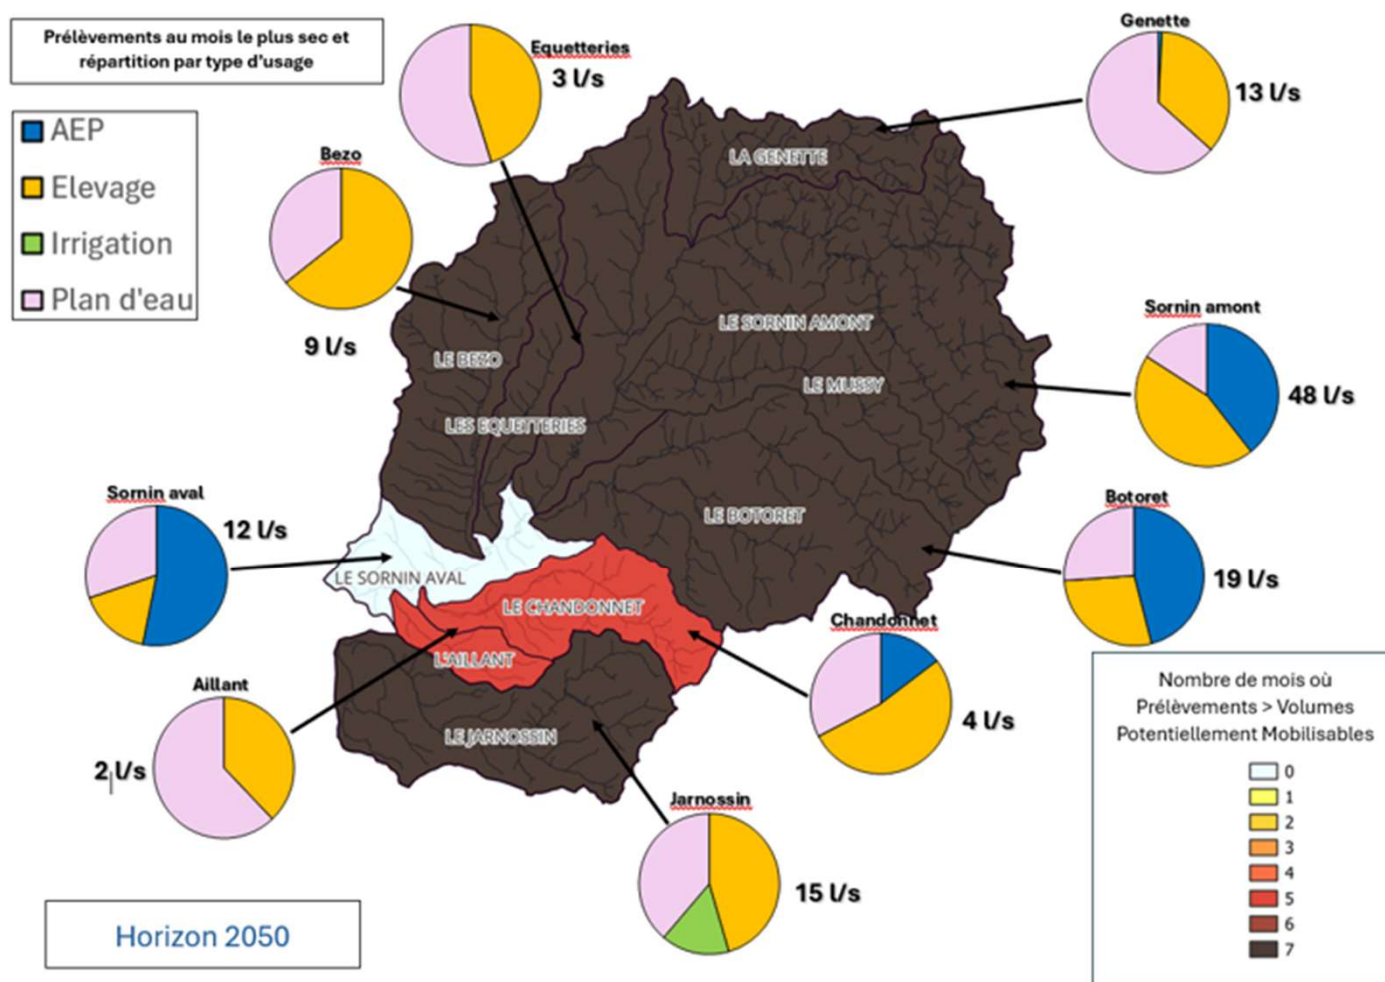 Prélèvements au mois le plus sec et
répartition par type d'usage
AEP
Elevage
Irrigation
Plan d'eau
Equetteries
3 l/s
Genette
13 l/s
Bezo
9 l/s
Sornin amont
48 l/s
Sornin aval
12 l/s
Botoret
19 l/s
Chandonnet
4 l/s
Aillant
2 l/s
Jarnossin
15 l/s
LA GENETTE
LE SORNIN AMONT
LE MUSSY
LE BEZO
LES EQUETTERIES
LE BOTORET
LE SORNIN AVAL
LE CHANDONNET
L'AILLANT
LE JARNOSSIN
Nombre de mois où
Prélèvements > Volumes
Potentiellement Mobilisables
0
1
2
3
4
5
6
7
Horizon 2050